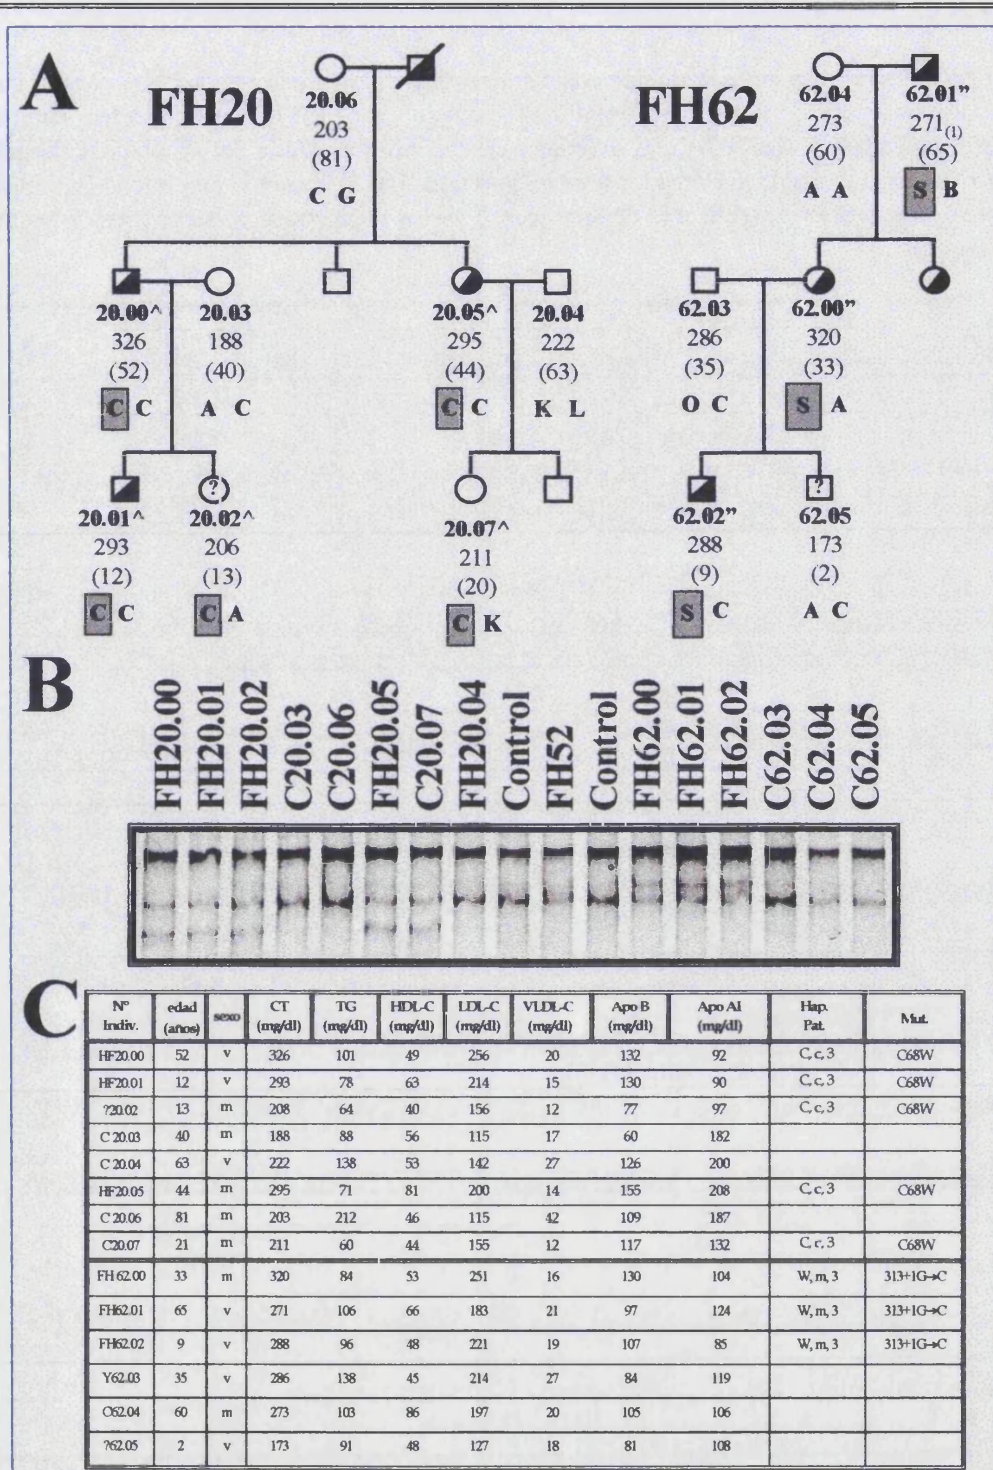 A
FH20
FH62
20.06
203
(81)
C G
62.04
273
(60)
A A
62.01”
271(1)
(65)
S B
20.00^
326
(52)
C C
20.03
188
(40)
A C
20.05^
295
(44)
C C
20.04
222
(63)
K L
62.03
286
(35)
O C
62.00”
320
(33)
S A
20.01^
293
(12)
C C
?
20.02^
206
(13)
C A
20.07^
211
(20)
C K
62.02”
288
(9)
S C
?
62.05
173
(2)
A C
B
FH20.00 FH20.01 FH20.02 C20.03 C20.06 FH20.05 C20.07 FH20.04 Control FH52 Control FH62.00 FH62.01 FH62.02 C62.03 C62.04 C62.05
C
Nº Indiv. edad (años) sexo CT (mg/dl) TG (mg/dl) HDL-C (mg/dl) LDL-C (mg/dl) VLDL-C (mg/dl) Apo B (mg/dl) Apo AI (mg/dl) Hap. Pat. Mut.
HF20.00 52 v 326 101 49 256 20 132 92 C, c, 3 C68W
HF20.01 12 v 293 78 63 214 15 130 90 C, c, 3 C68W
?20.02 13 m 208 64 40 156 12 77 97 C, c, 3 C68W
C 20.03 40 m 188 88 56 115 17 60 182
C 20.04 63 v 222 138 53 142 27 126 200
HF20.05 44 m 295 71 81 200 14 155 208 C, c, 3 C68W
C 20.06 81 m 203 212 46 115 42 109 187
C20.07 21 m 211 60 44 155 12 117 132 C, c, 3 C68W
FH 62.00 33 m 320 84 53 251 16 130 104 W, m, 3 313+1G→C
FH62.01 65 v 271 106 66 183 21 97 124 W, m, 3 313+1G→C
FH62.02 9 v 288 96 48 221 19 107 85 W, m, 3 313+1G→C
Y62.03 35 v 286 138 45 214 27 84 119
C62.04 60 m 273 103 86 197 20 105 106
?62.05 2 v 173 91 48 127 18 81 108